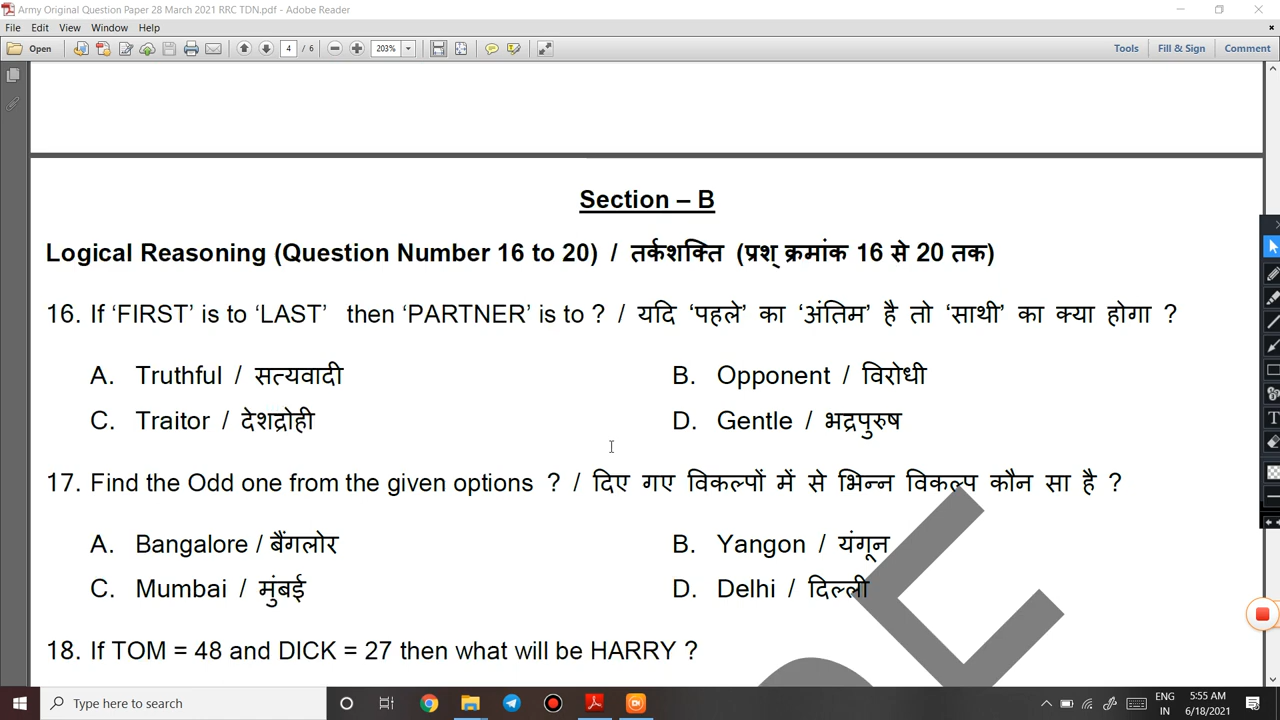 Army Original Question Paper 28 March 2021 RRC TDN.pdf - Adobe Reader
File Edit View Window Help
Open 4 / 6 203% Tools Fill & Sign Comment
Section – B
Logical Reasoning (Question Number 16 to 20) / तर्कशक्ति (प्रश् क्रमांक 16 से 20 तक)
16. If ‘FIRST’ is to ‘LAST’ then ‘PARTNER’ is to ? / यदि ‘पहले’ का ‘अंतिम’ है तो ‘साथी’ का क्या होगा ?
A. Truthful / सत्यवादी B. Opponent / विरोधी
C. Traitor / देशद्रोही D. Gentle / भद्रपुरुष
17. Find the Odd one from the given options ? / दिए गए विकल्पों में से भिन्न विकल्प कौन सा है ?
A. Bangalore / बैंगलोर B. Yangon / यंगून
C. Mumbai / मुंबई D. Delhi / दिल्ली
18. If TOM = 48 and DICK = 27 then what will be HARRY ?
Type here to search ENG 5:55 AM
IN 6/18/2021